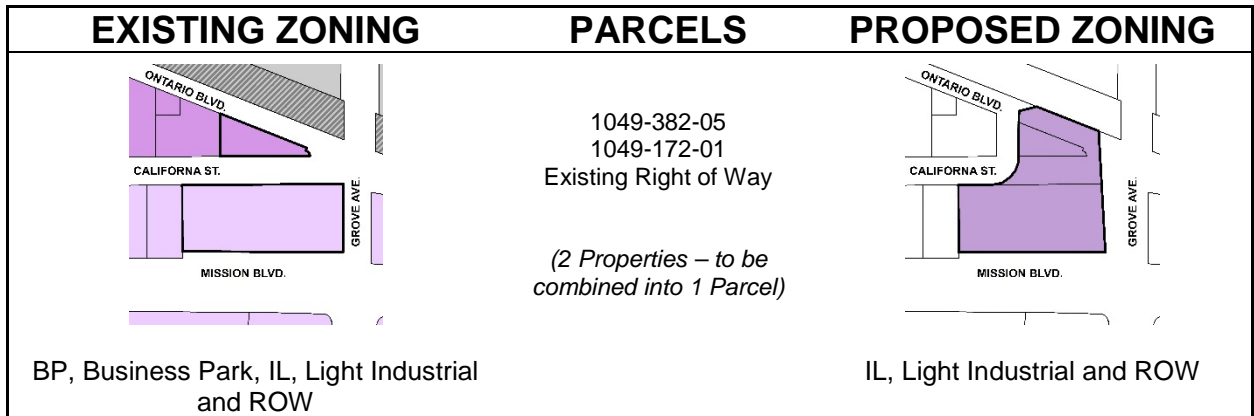 EXISTING ZONING PARCELS PROPOSED ZONING
ONTARIO BLVD.
CALIFORNA ST.
GROVE AVE.
MISSION BLVD.
BP, Business Park, IL, Light Industrial
and ROW
1049-382-05
1049-172-01
Existing Right of Way
(2 Properties – to be
combined into 1 Parcel)
ONTARIO BLVD.
CALIFORNA ST.
GROVE AVE.
MISSION BLVD.
IL, Light Industrial and ROW